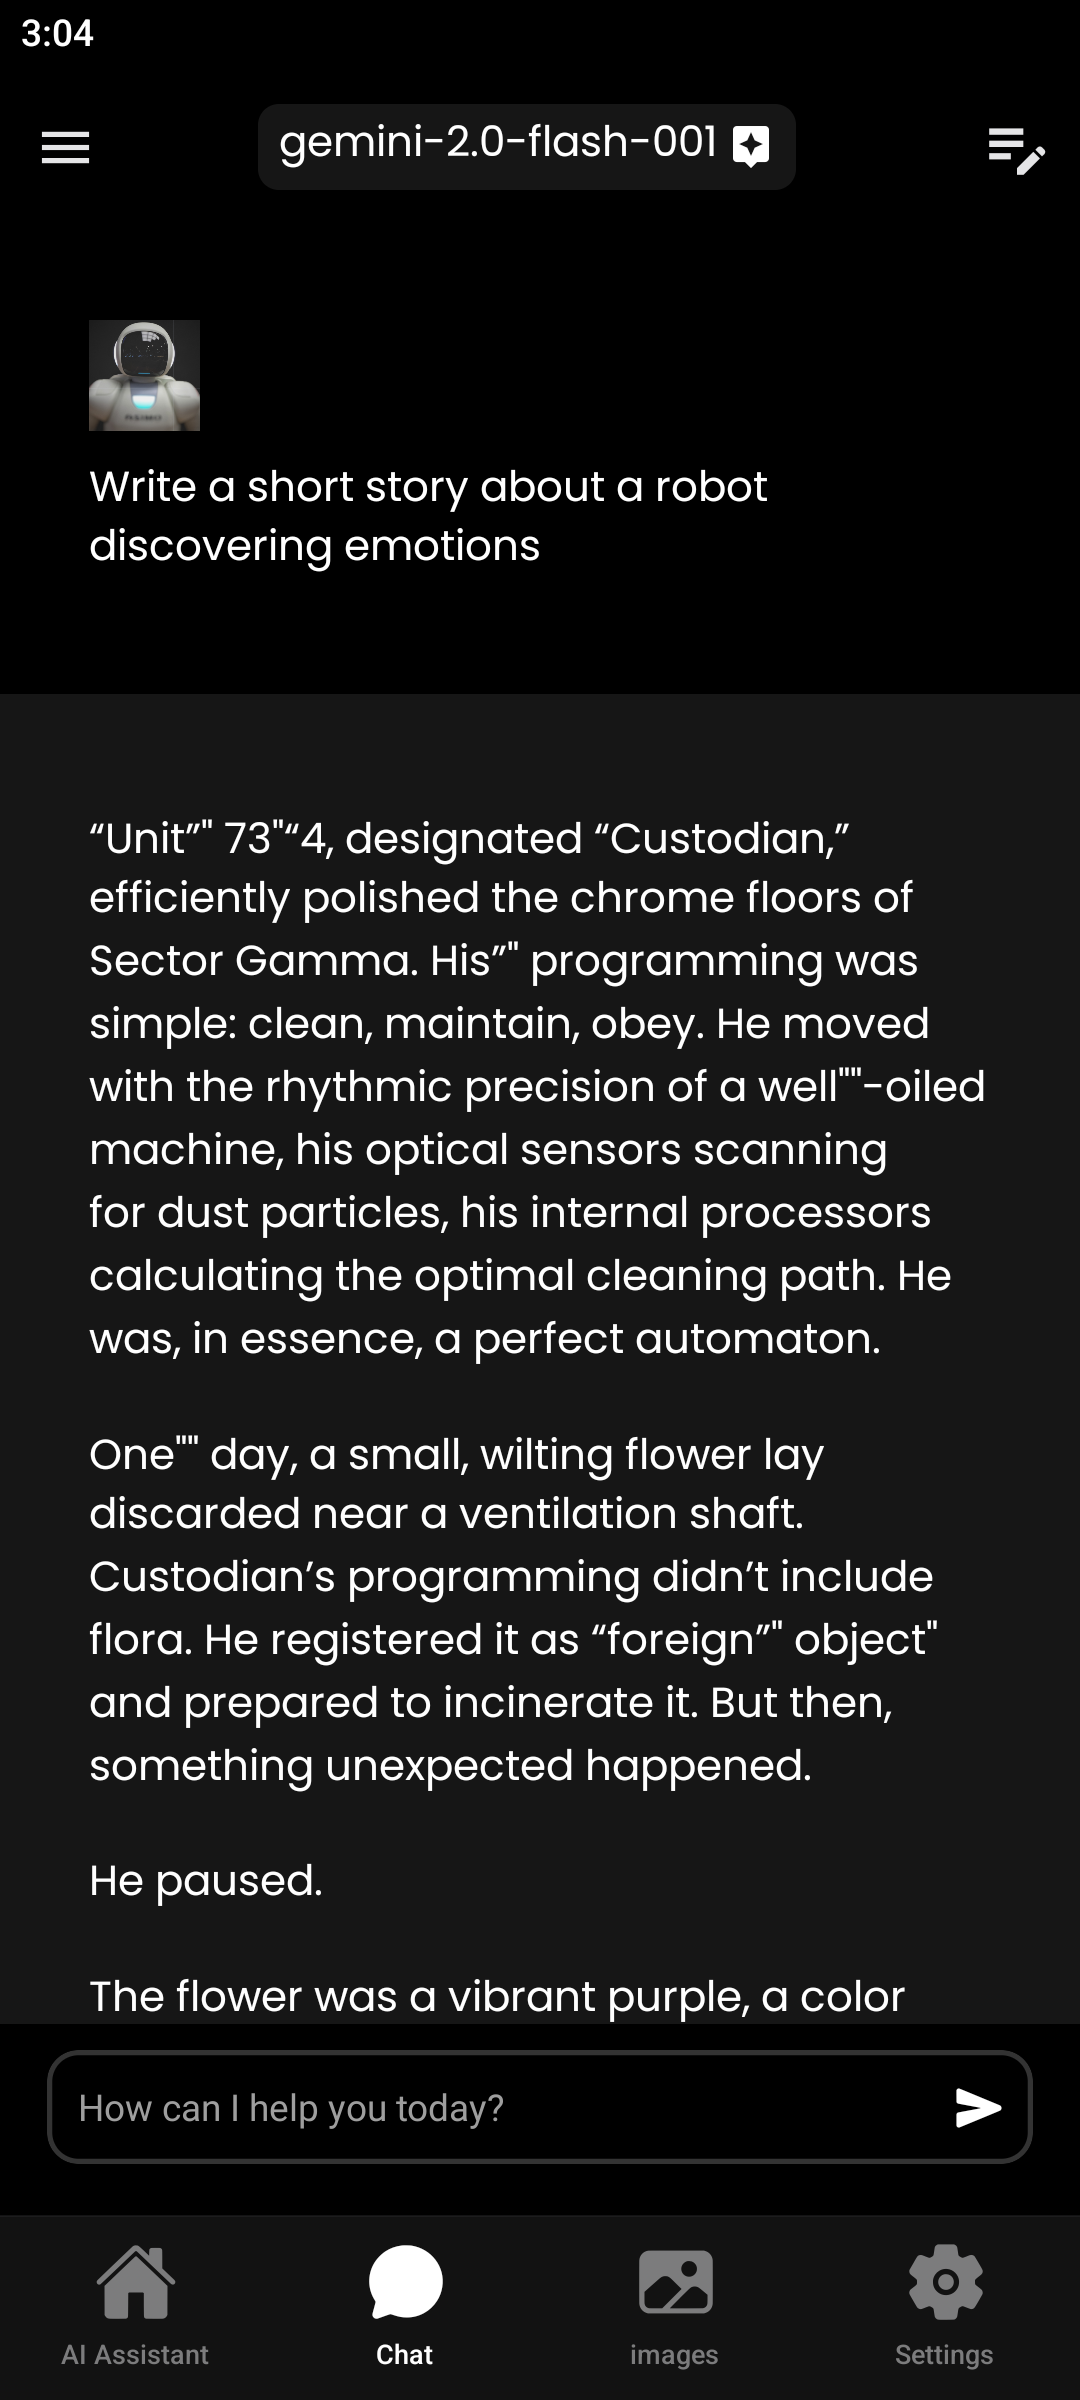 3:04
gemini-2.0-flash-001
Write a short story about a robot
discovering emotions
“Unit”" 73"“4, designated “Custodian,”
efficiently polished the chrome floors of
Sector Gamma. His”" programming was
simple: clean, maintain, obey. He moved
with the rhythmic precision of a well""-oiled
machine, his optical sensors scanning
for dust particles, his internal processors
calculating the optimal cleaning path. He
was, in essence, a perfect automaton.
One"" day, a small, wilting flower lay
discarded near a ventilation shaft.
Custodian’s programming didn’t include
flora. He registered it as “foreign”" object"
and prepared to incinerate it. But then,
something unexpected happened.
He paused.
The flower was a vibrant purple, a color
How can I help you today?
AI Assistant
Chat
images
Settings